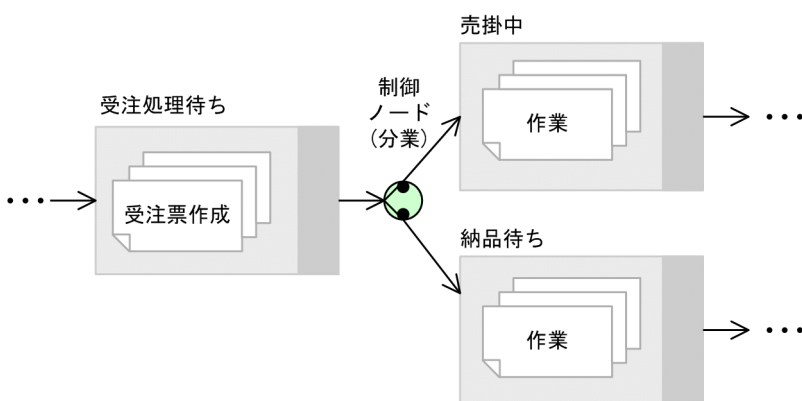 売掛中
制御
ノード
（分業）
受注処理待ち
作業
受注票作成
納品待ち
作業